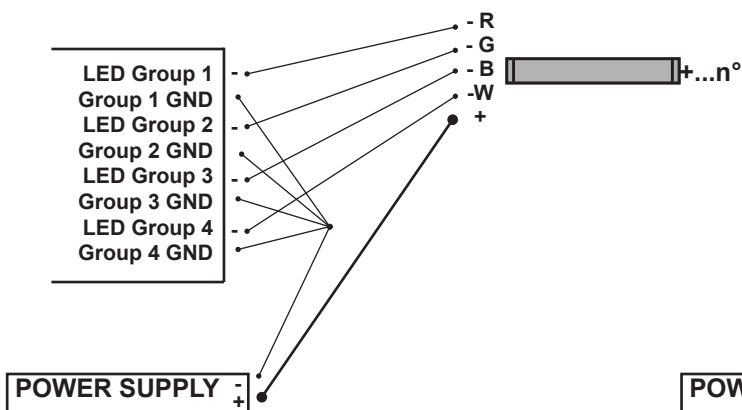 - R
- G
- B
-W
+
+...n°
LED Group 1 -
Group 1 GND
LED Group 2 -
Group 2 GND
LED Group 3 -
Group 3 GND
LED Group 4 -
Group 4 GND
POWER SUPPLY -
+
POW